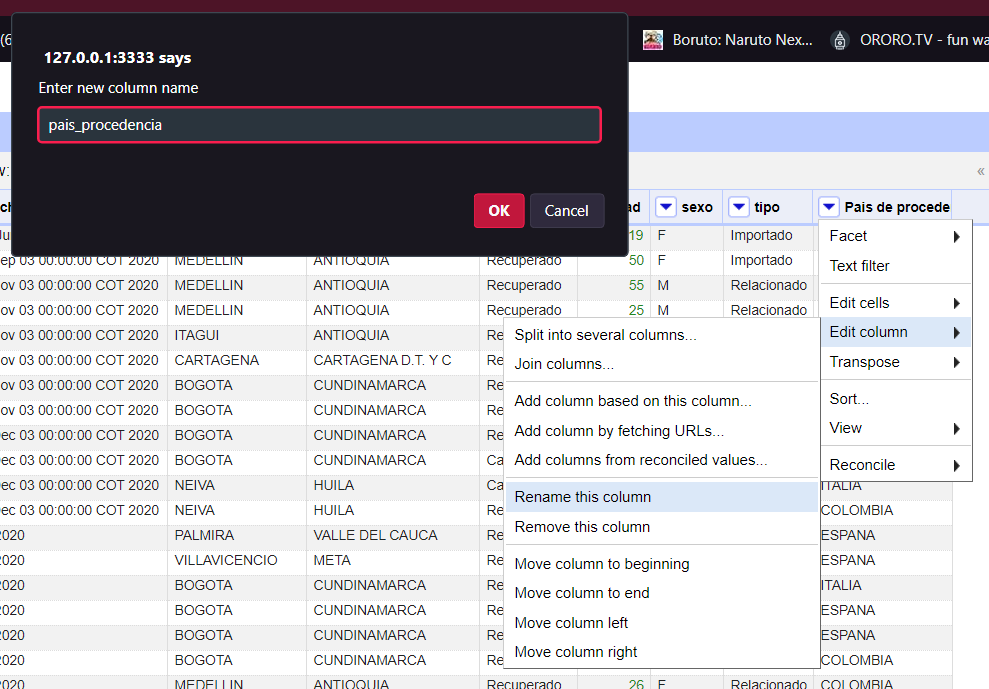 (6
127.0.0.1:3333 says
Boruto: Naruto Nex...
ORORO.TV - fun wa
Enter new column name
pais_procedencia
OK
Cancel
«
sexo
tipo
Pais de procede
19 F Importado
00:00:00 COT 2020 MEDELLIN ANTIOQUIA Recuperado 50 F Importado
ov 03 00:00:00 COT 2020 MEDELLIN ANTIOQUIA Recuperado 55 M Relacionado
ov 03 00:00:00 COT 2020 MEDELLIN ANTIOQUIA Recuperado 25 M Relacionado
ov 03 00:00:00 COT 2020 ITAGUI ANTIOQUIA Re
ov 03 00:00:00 COT 2020 CARTAGENA CARTAGENA D.T. Y C Re
ov 03 00:00:00 COT 2020 BOGOTA CUNDINAMARCA Re
ov 03 00:00:00 COT 2020 BOGOTA CUNDINAMARCA Re
ec 03 00:00:00 COT 2020 BOGOTA CUNDINAMARCA Re
ec 03 00:00:00 COT 2020 BOGOTA CUNDINAMARCA Ca
ec 03 00:00:00 COT 2020 NEIVA HUILA Ca
ITALIA
ec 03 00:00:00 COT 2020 NEIVA HUILA Re
COLOMBIA
2020 PALMIRA VALLE DEL CAUCA Re
ESPANA
2020 VILLAVICENCIO META Re
ESPANA
2020 BOGOTA CUNDINAMARCA Re
ITALIA
2020 BOGOTA CUNDINAMARCA Re
ESPANA
2020 BOGOTA CUNDINAMARCA Re
ESPANA
2020 BOGOTA CUNDINAMARCA Re
COLOMBIA
2020 MEDELLIN ANTIOQUIA Recuperado 26 F Relacionado COLOMBIA
Facet
Text filter
Edit cells
Edit column
Transpose
Sort...
View
Reconcile
Split into several columns...
Join columns...
Add column based on this column...
Add column by fetching URLs...
Add columns from reconciled values...
Rename this column
Remove this column
Move column to beginning
Move column to end
Move column left
Move column right